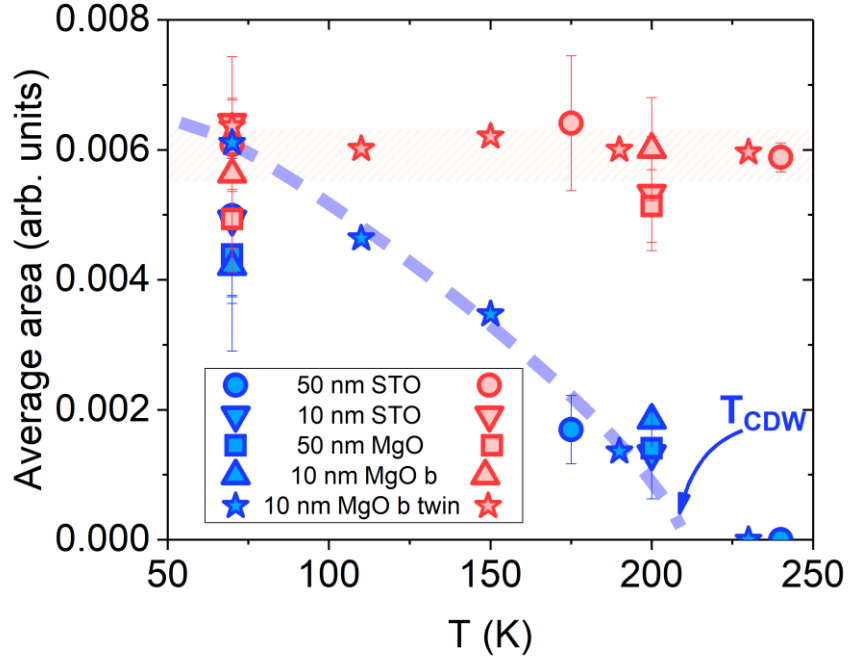 0.008
0.006
0.004
0.002
0.000
Average area (arb. units)
50 nm STO
10 nm STO
50 nm MgO
10 nm MgO b
10 nm MgO b twin
TCDW
50
100
150
200
250
T (K)